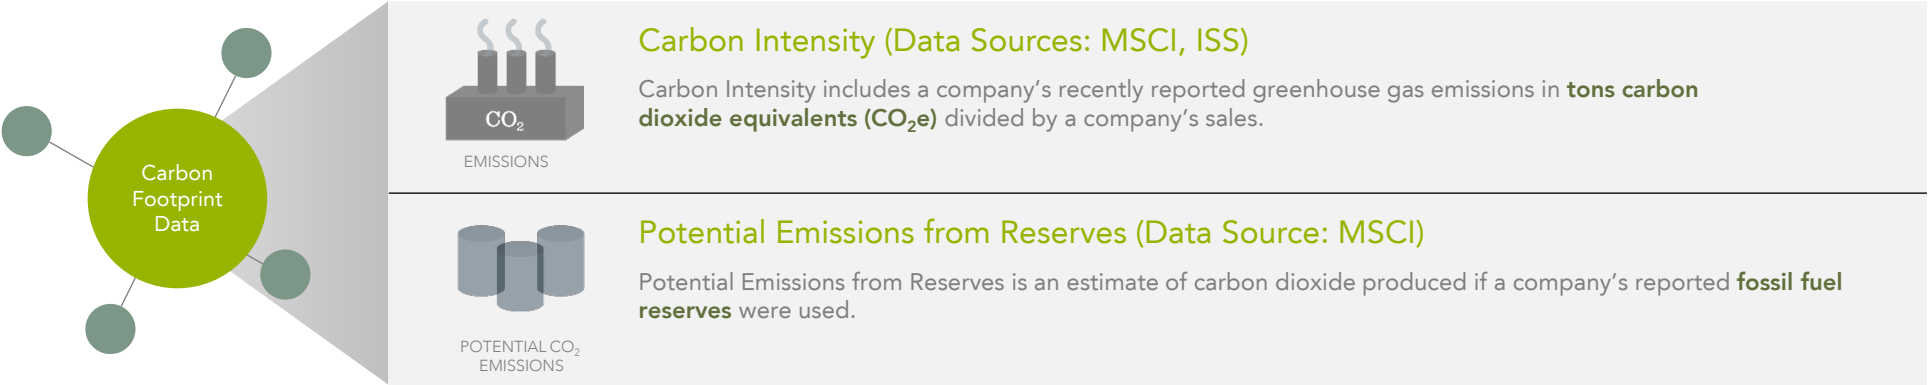 Carbon
Footprint
Data
CO₂
EMISSIONS
Carbon Intensity (Data Sources: MSCI, ISS)
Carbon Intensity includes a company’s recently reported greenhouse gas emissions in tons carbon
dioxide equivalents (CO₂e) divided by a company’s sales.
POTENTIAL CO₂
EMISSIONS
Potential Emissions from Reserves (Data Source: MSCI)
Potential Emissions from Reserves is an estimate of carbon dioxide produced if a company’s reported fossil fuel
reserves were used.